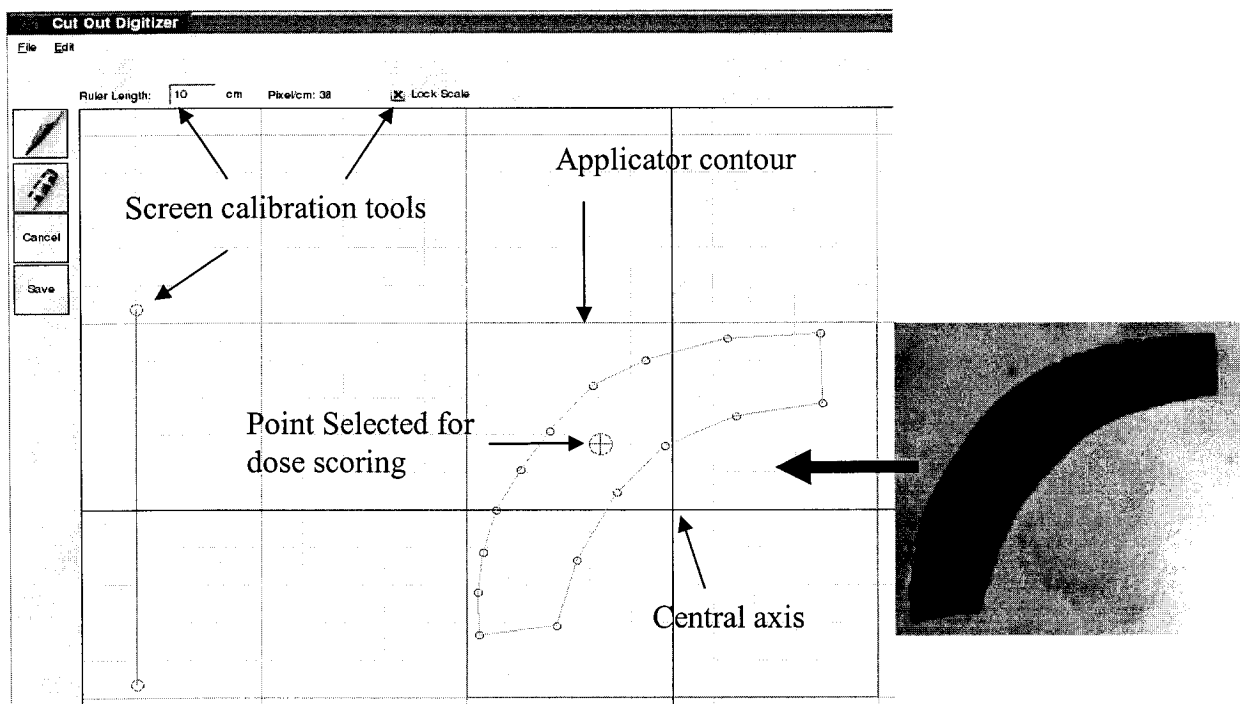 Cut Out Digitizer
File Edit
Ruler Length: 10 cm Pixel/cm: 38 Lock Scale
Applicator contour
Screen calibration tools
Cancel
Save
Point Selected for
dose scoring
Central axis